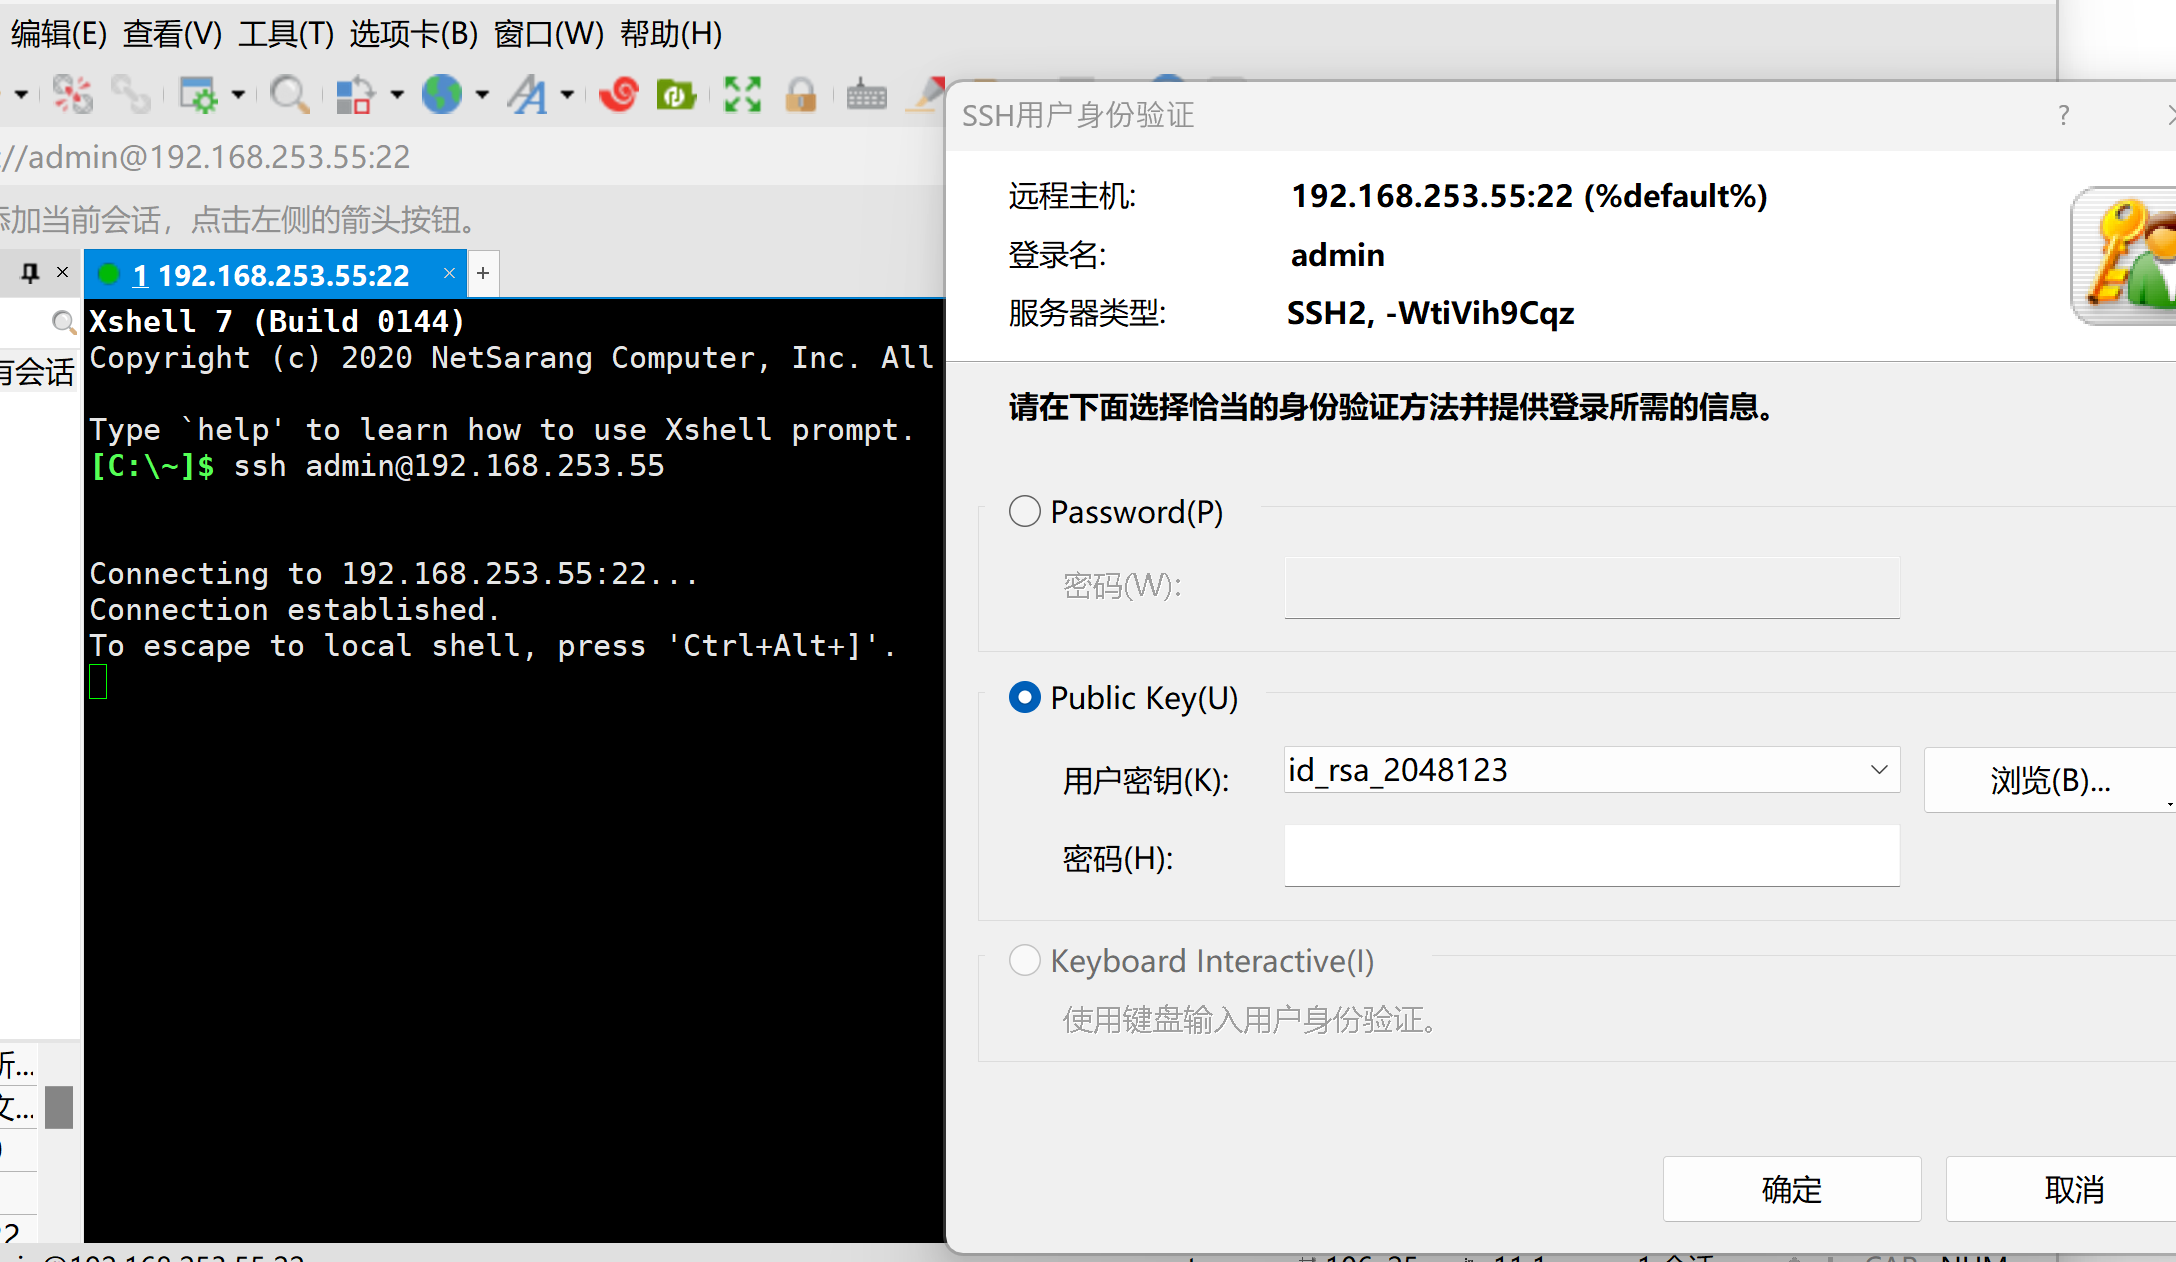 编辑(E) 查看(V) 工具(T) 选项卡(B) 窗口(W) 帮助(H)
://admin@192.168.253.55:22
添加当前会话，点击左侧的箭头按钮。
1 192.168.253.55:22
有会话
Xshell 7 (Build 0144)
Copyright (c) 2020 NetSarang Computer, Inc. All
Type `help' to learn how to use Xshell prompt.
[C:\~]$ ssh admin@192.168.253.55
Connecting to 192.168.253.55:22...
Connection established.
To escape to local shell, press 'Ctrl+Alt+]'.
SSH用户身份验证
远程主机: 192.168.253.55:22 (%default%)
登录名: admin
服务器类型: SSH2, -WtiVih9Cqz
请在下面选择恰当的身份验证方法并提供登录所需的信息。
Password(P)
密码(W):
Public Key(U)
用户密钥(K): id_rsa_2048123 浏览(B)...
密码(H):
Keyboard Interactive(I)
使用键盘输入用户身份验证。
确定 取消